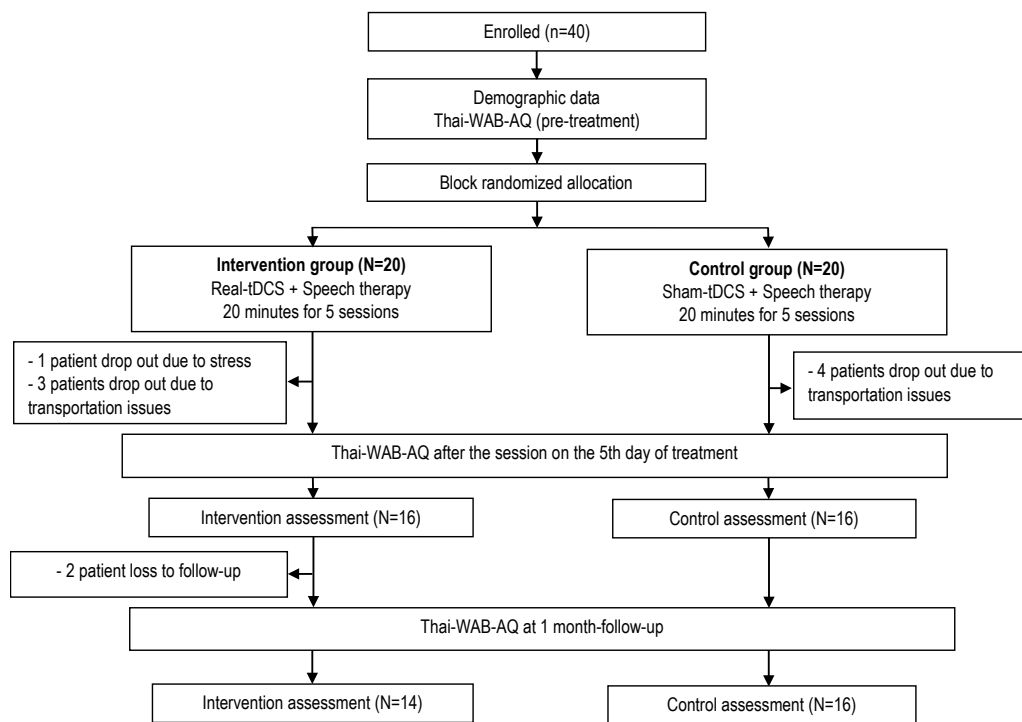 Enrolled (n=40)
Demographic data
Thai-WAB-AQ (pre-treatment)
Block randomized allocation
Intervention group (N=20)
Real-tDCS + Speech therapy
20 minutes for 5 sessions
Control group (N=20)
Sham-tDCS + Speech therapy
20 minutes for 5 sessions
- 1 patient drop out due to stress
- 3 patients drop out due to
transportation issues
- 4 patients drop out due to
transportation issues
Thai-WAB-AQ after the session on the 5th day of treatment
Intervention assessment (N=16)
Control assessment (N=16)
- 2 patient loss to follow-up
Thai-WAB-AQ at 1 month-follow-up
Intervention assessment (N=14)
Control assessment (N=16)